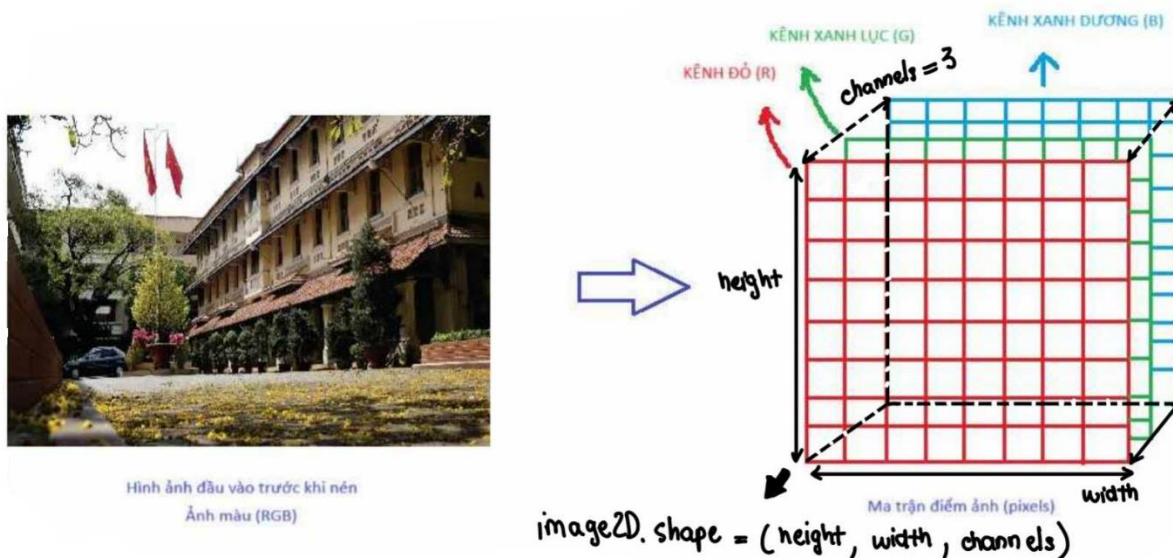 KÊNH XANH DƯƠNG (B)
KÊNH XANH LỤC (G)
KÊNH ĐỎ (R)
channels = 3
height
width
Hình ảnh đầu vào trước khi nén
Ảnh màu (RGB)
Ma trận điểm ảnh (pixels)
image2D.shape = (height, width, channels)